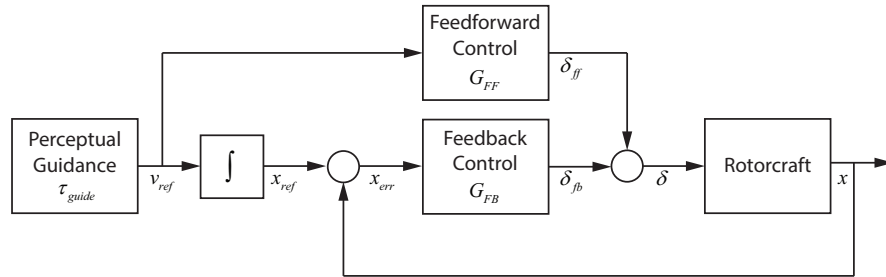 Feedforward
Control
G_FF
δ_ff
Perceptual
Guidance
τ_guide
v_ref
∫
x_ref
x_err
Feedback
Control
G_FB
δ_fb
δ
Rotorcraft
x